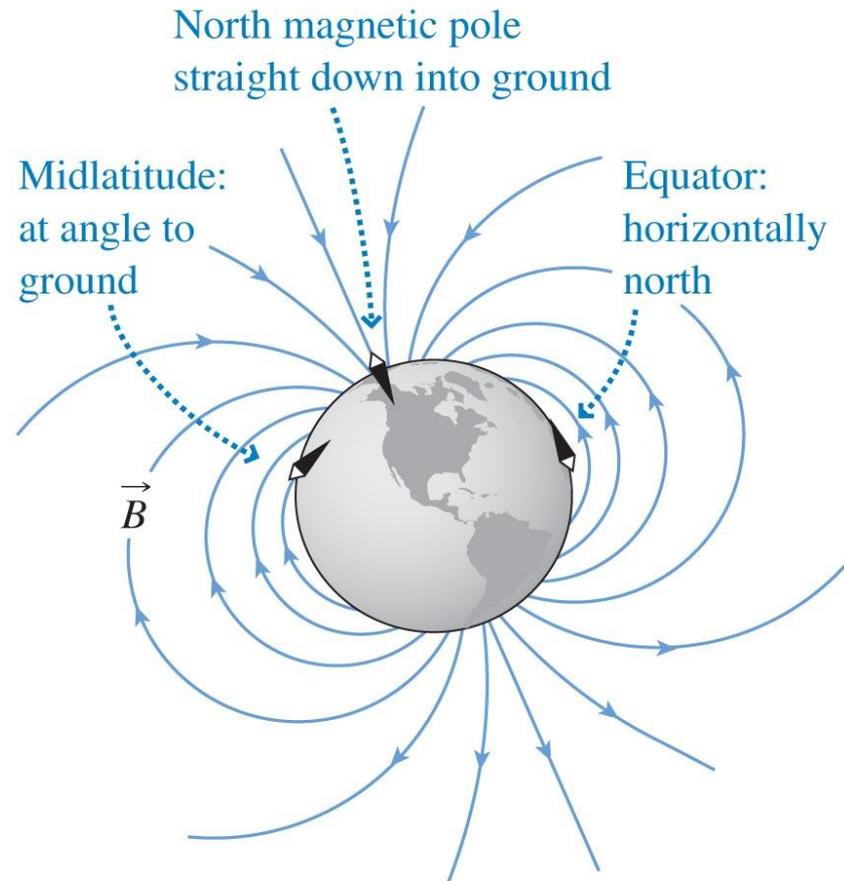 North magnetic pole
straight down into ground
Midlatitude:
at angle to
ground
Equator:
horizontally
north
B